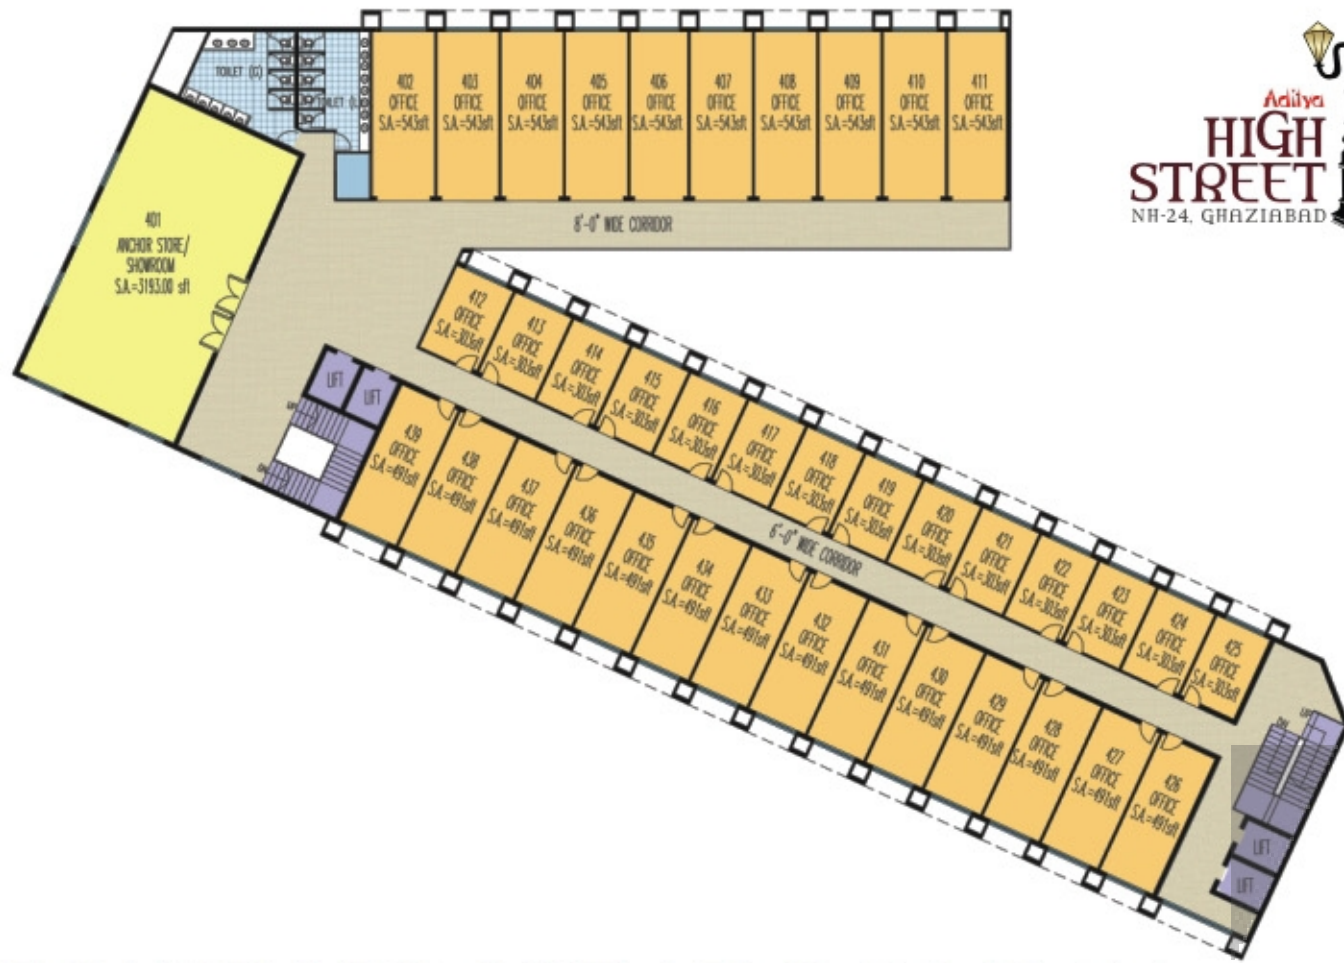 TOILET (G)
TOILET (L)
402
OFFICE
S.A.=543sft
403
OFFICE
S.A.=543sft
404
OFFICE
S.A.=543sft
405
OFFICE
S.A.=543sft
406
OFFICE
S.A.=543sft
407
OFFICE
S.A.=543sft
408
OFFICE
S.A.=543sft
409
OFFICE
S.A.=543sft
410
OFFICE
S.A.=543sft
411
OFFICE
S.A.=543sft
Aditya
HIGH
STREET
NH-24, GHAZIABAD
8'-0" WIDE CORRIDOR
401
ANCHOR STORE/
SHOWROOM
S.A.=3193.00 sft
412
OFFICE
S.A.=303sft
413
OFFICE
S.A.=303sft
414
OFFICE
S.A.=303sft
415
OFFICE
S.A.=303sft
416
OFFICE
S.A.=303sft
417
OFFICE
S.A.=303sft
418
OFFICE
S.A.=303sft
419
OFFICE
S.A.=303sft
420
OFFICE
S.A.=303sft
421
OFFICE
S.A.=303sft
422
OFFICE
S.A.=303sft
423
OFFICE
S.A.=303sft
424
OFFICE
S.A.=303sft
425
OFFICE
S.A.=303sft
6'-0" WIDE CORRIDOR
LIFT
LIFT
439
OFFICE
S.A.=491sft
438
OFFICE
S.A.=491sft
437
OFFICE
S.A.=491sft
436
OFFICE
S.A.=491sft
435
OFFICE
S.A.=491sft
434
OFFICE
S.A.=491sft
433
OFFICE
S.A.=491sft
432
OFFICE
S.A.=491sft
431
OFFICE
S.A.=491sft
430
OFFICE
S.A.=491sft
429
OFFICE
S.A.=491sft
428
OFFICE
S.A.=491sft
427
OFFICE
S.A.=491sft
426
OFFICE
S.A.=491sft
LIFT
LIFT